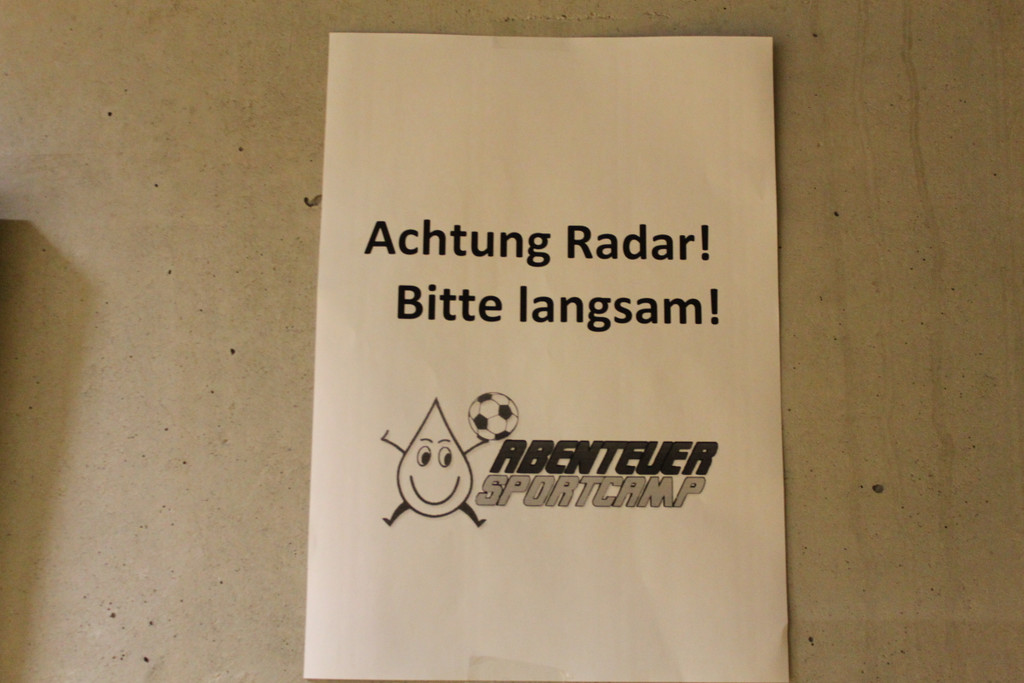 Achtung Radar!
Bitte langsam!
ABENTEUER
SPORTCAMP